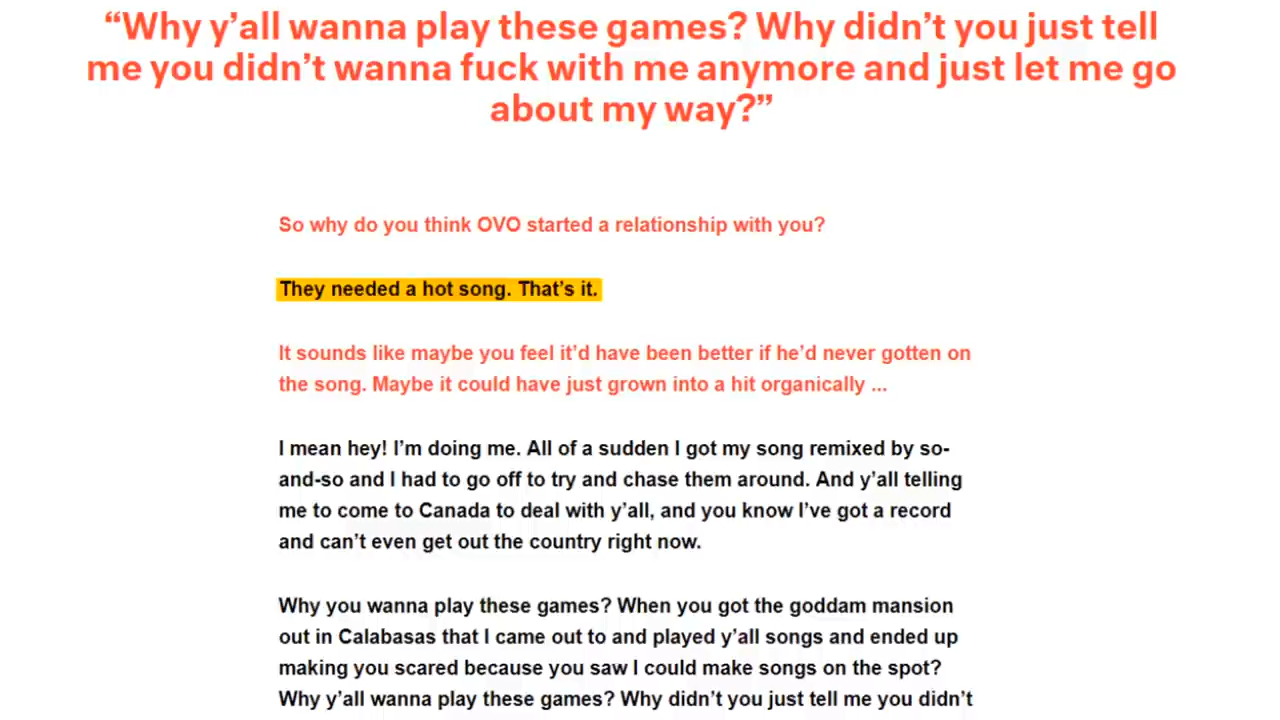 “Why y’all wanna play these games? Why didn’t you just tell
me you didn’t wanna fuck with me anymore and just let me go
about my way?”
So why do you think OVO started a relationship with you?
They needed a hot song. That’s it.
It sounds like maybe you feel it’d have been better if he’d never gotten on
the song. Maybe it could have just grown into a hit organically ...
I mean hey! I’m doing me. All of a sudden I got my song remixed by so-
and-so and I had to go off to try and chase them around. And y’all telling
me to come to Canada to deal with y’all, and you know I’ve got a record
and can’t even get out the country right now.
Why you wanna play these games? When you got the goddam mansion
out in Calabasas that I came out to and played y’all songs and ended up
making you scared because you saw I could make songs on the spot?
Why y’all wanna play these games? Why didn’t you just tell me you didn’t